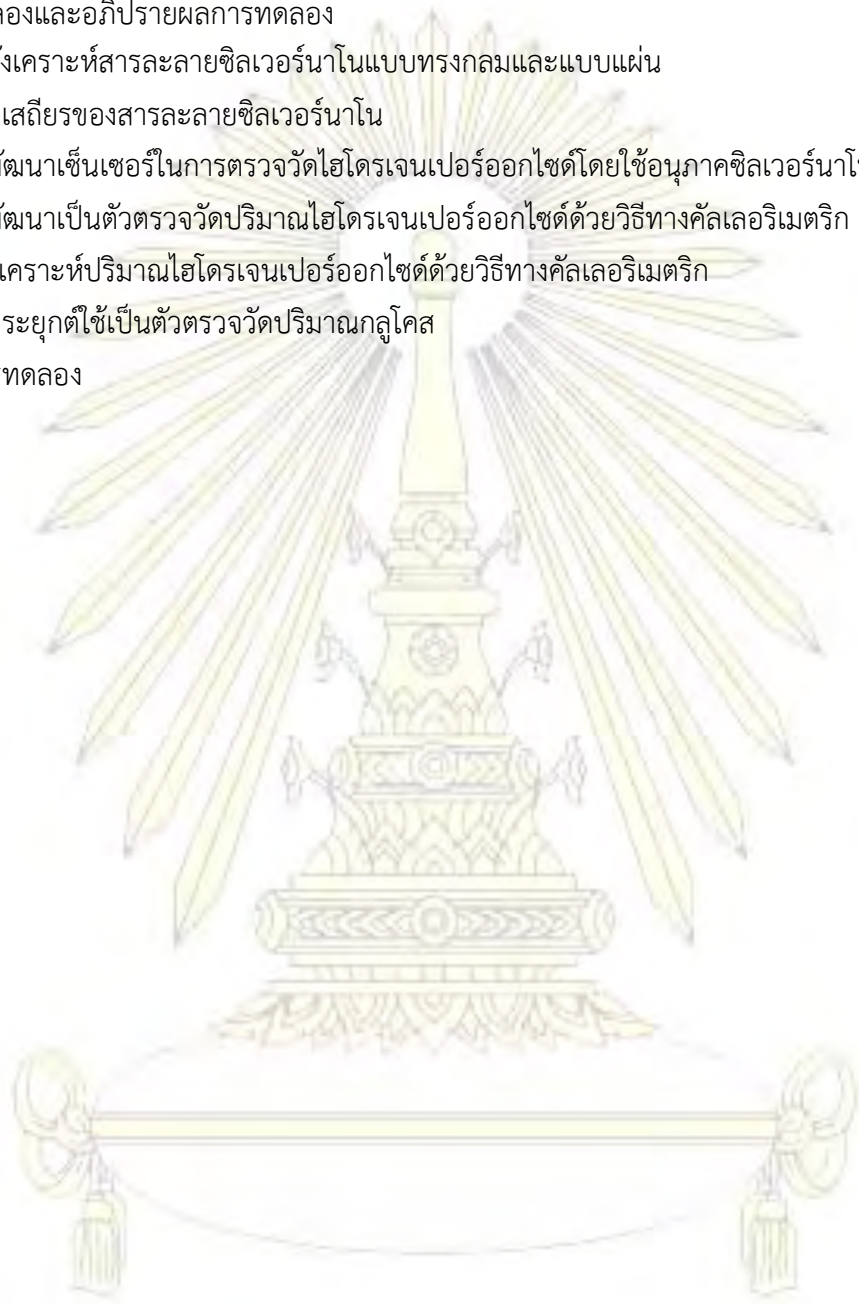 ลองและอภิปรายผลการทดลอง
ังเคราะห์สารละลายซิลเวอร์นาโนแบบทรงกลมและแบบแผ่น
เสถียรของสารละลายซิลเวอร์นาโน
พัฒนาเซ็นเซอร์ในการตรวจวัดไฮโดรเจนเปอร์ออกไซด์โดยใช้อนุภาคซิลเวอร์นาโน
พัฒนาเป็นตัวตรวจวัดปริมาณไฮโดรเจนเปอร์ออกไซด์ด้วยวิธีทางคัลเลอริเมตริก
เคราะห์ปริมาณไฮโดรเจนเปอร์ออกไซด์ด้วยวิธีทางคัลเลอริเมตริก
ระยุกต์ใช้เป็นตัวตรวจวัดปริมาณกลูโคส
ทดลอง